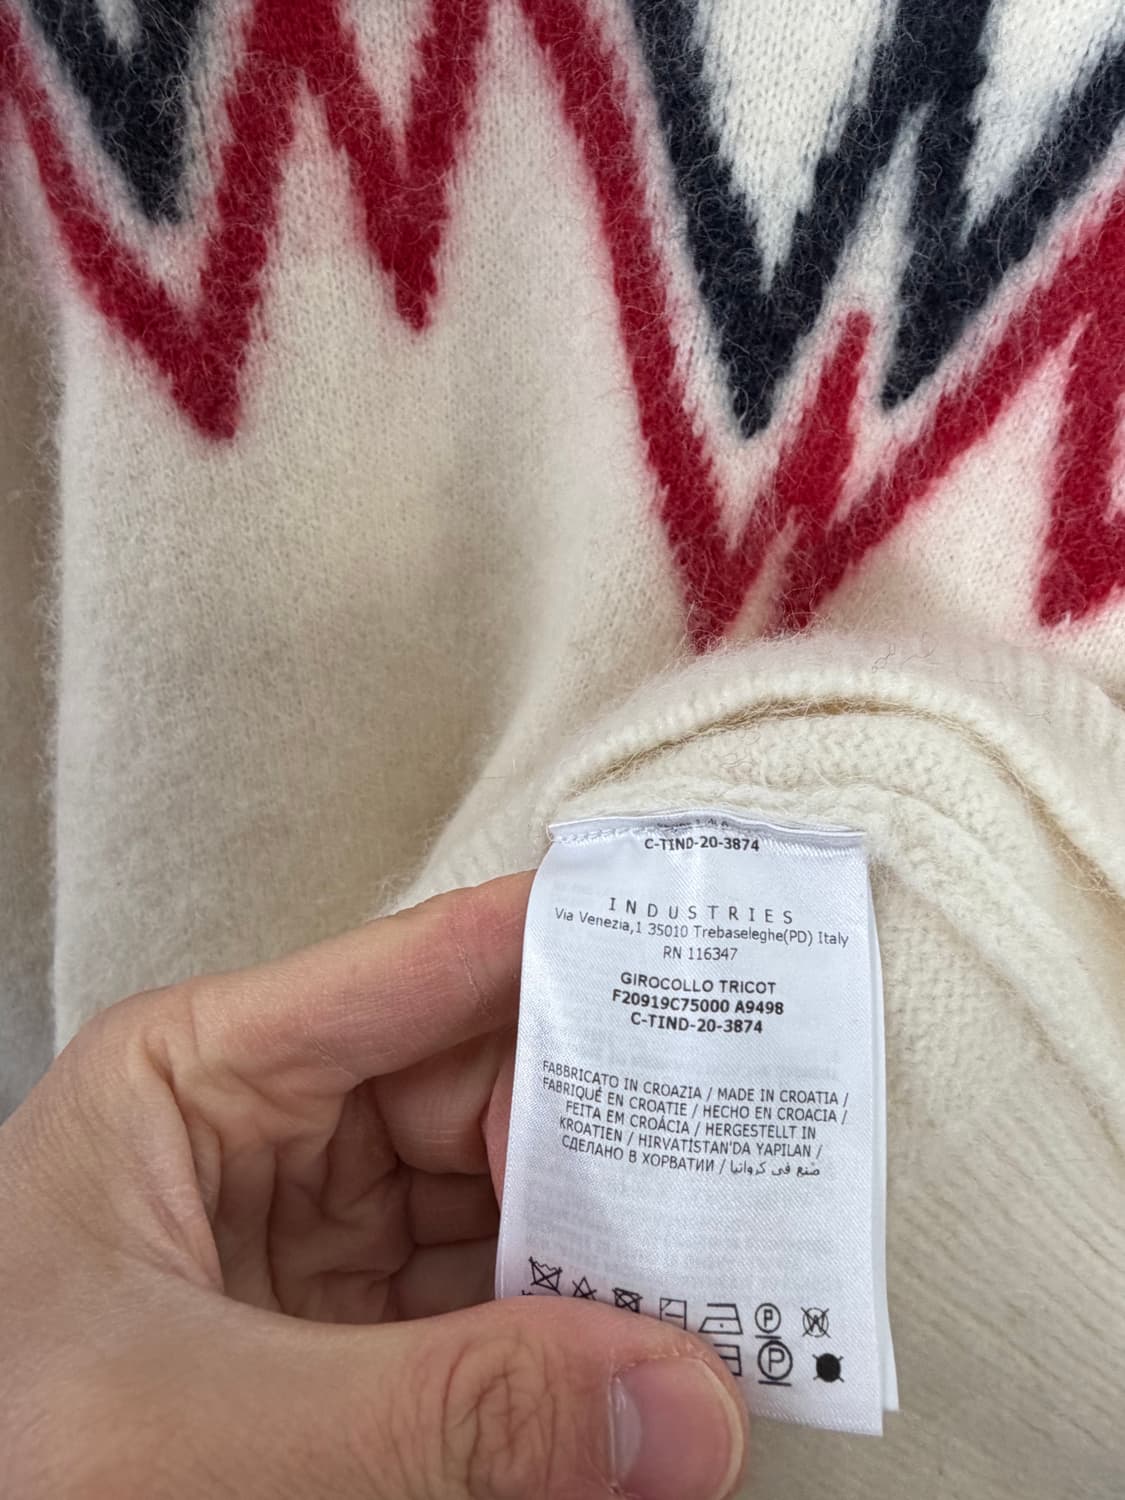 C-TIND-20-3874
INDUSTRIES
Via Venezia,1 35010 Trebaseleghe(PD) Italy
RN 116347
GIROCOLLO TRICOT
F20919C75000 A9498
C-TIND-20-3874
FABBRICATO IN CROAZIA / MADE IN CROATIA /
FABRIQUÉ EN CROATIE / HECHO EN CROACIA /
FEITA EM CROÁCIA / HERGESTELLT IN
KROATIEN / HIRVATİSTAN'DA YAPILAN /
СДЕЛАНО В ХОРВАТИИ / صُنع في كرواتيا
P W
P